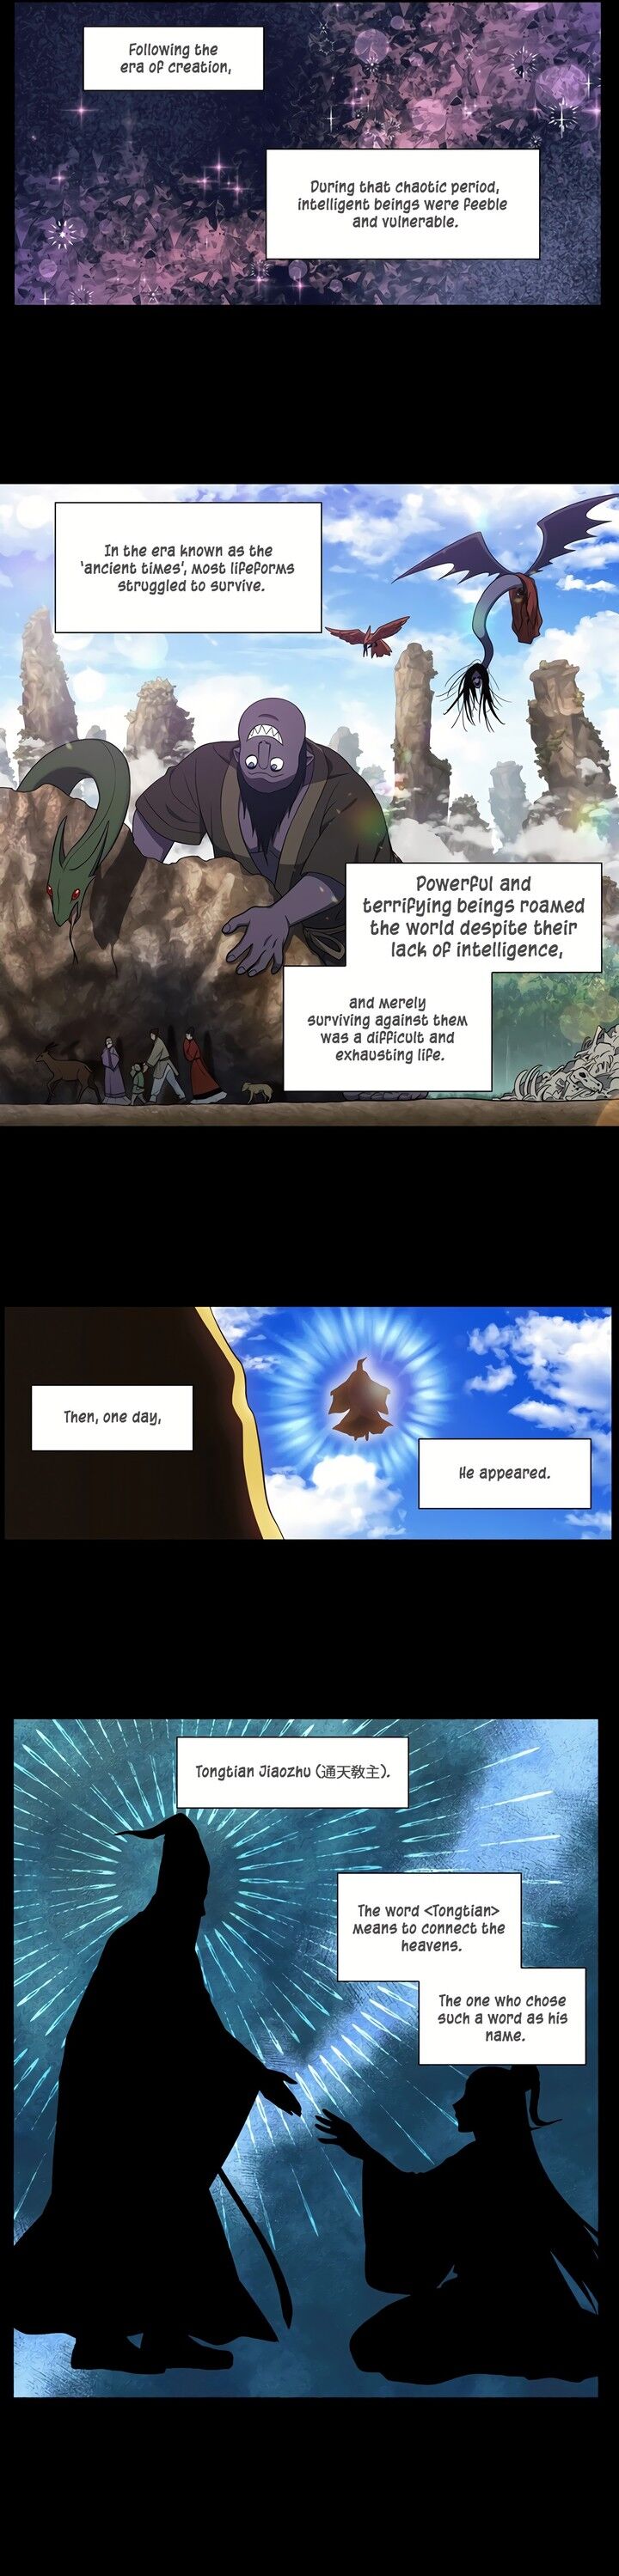 Following the
era of creation,
During that chaotic period,
intelligent beings were feeble
and vulnerable.
In the era known as the
'ancient times', most lifeforms
struggled to survive.
Powerful and
terrifying beings roamed
the world despite their
lack of intelligence,
and merely
surviving against them
was a difficult and
exhausting life.
Then, one day,
He appeared.
Tongtian Jiaozhu (通天敎主).
The word <Tongtian>
means to connect the
heavens.
The one who chose
such a word as his
name.